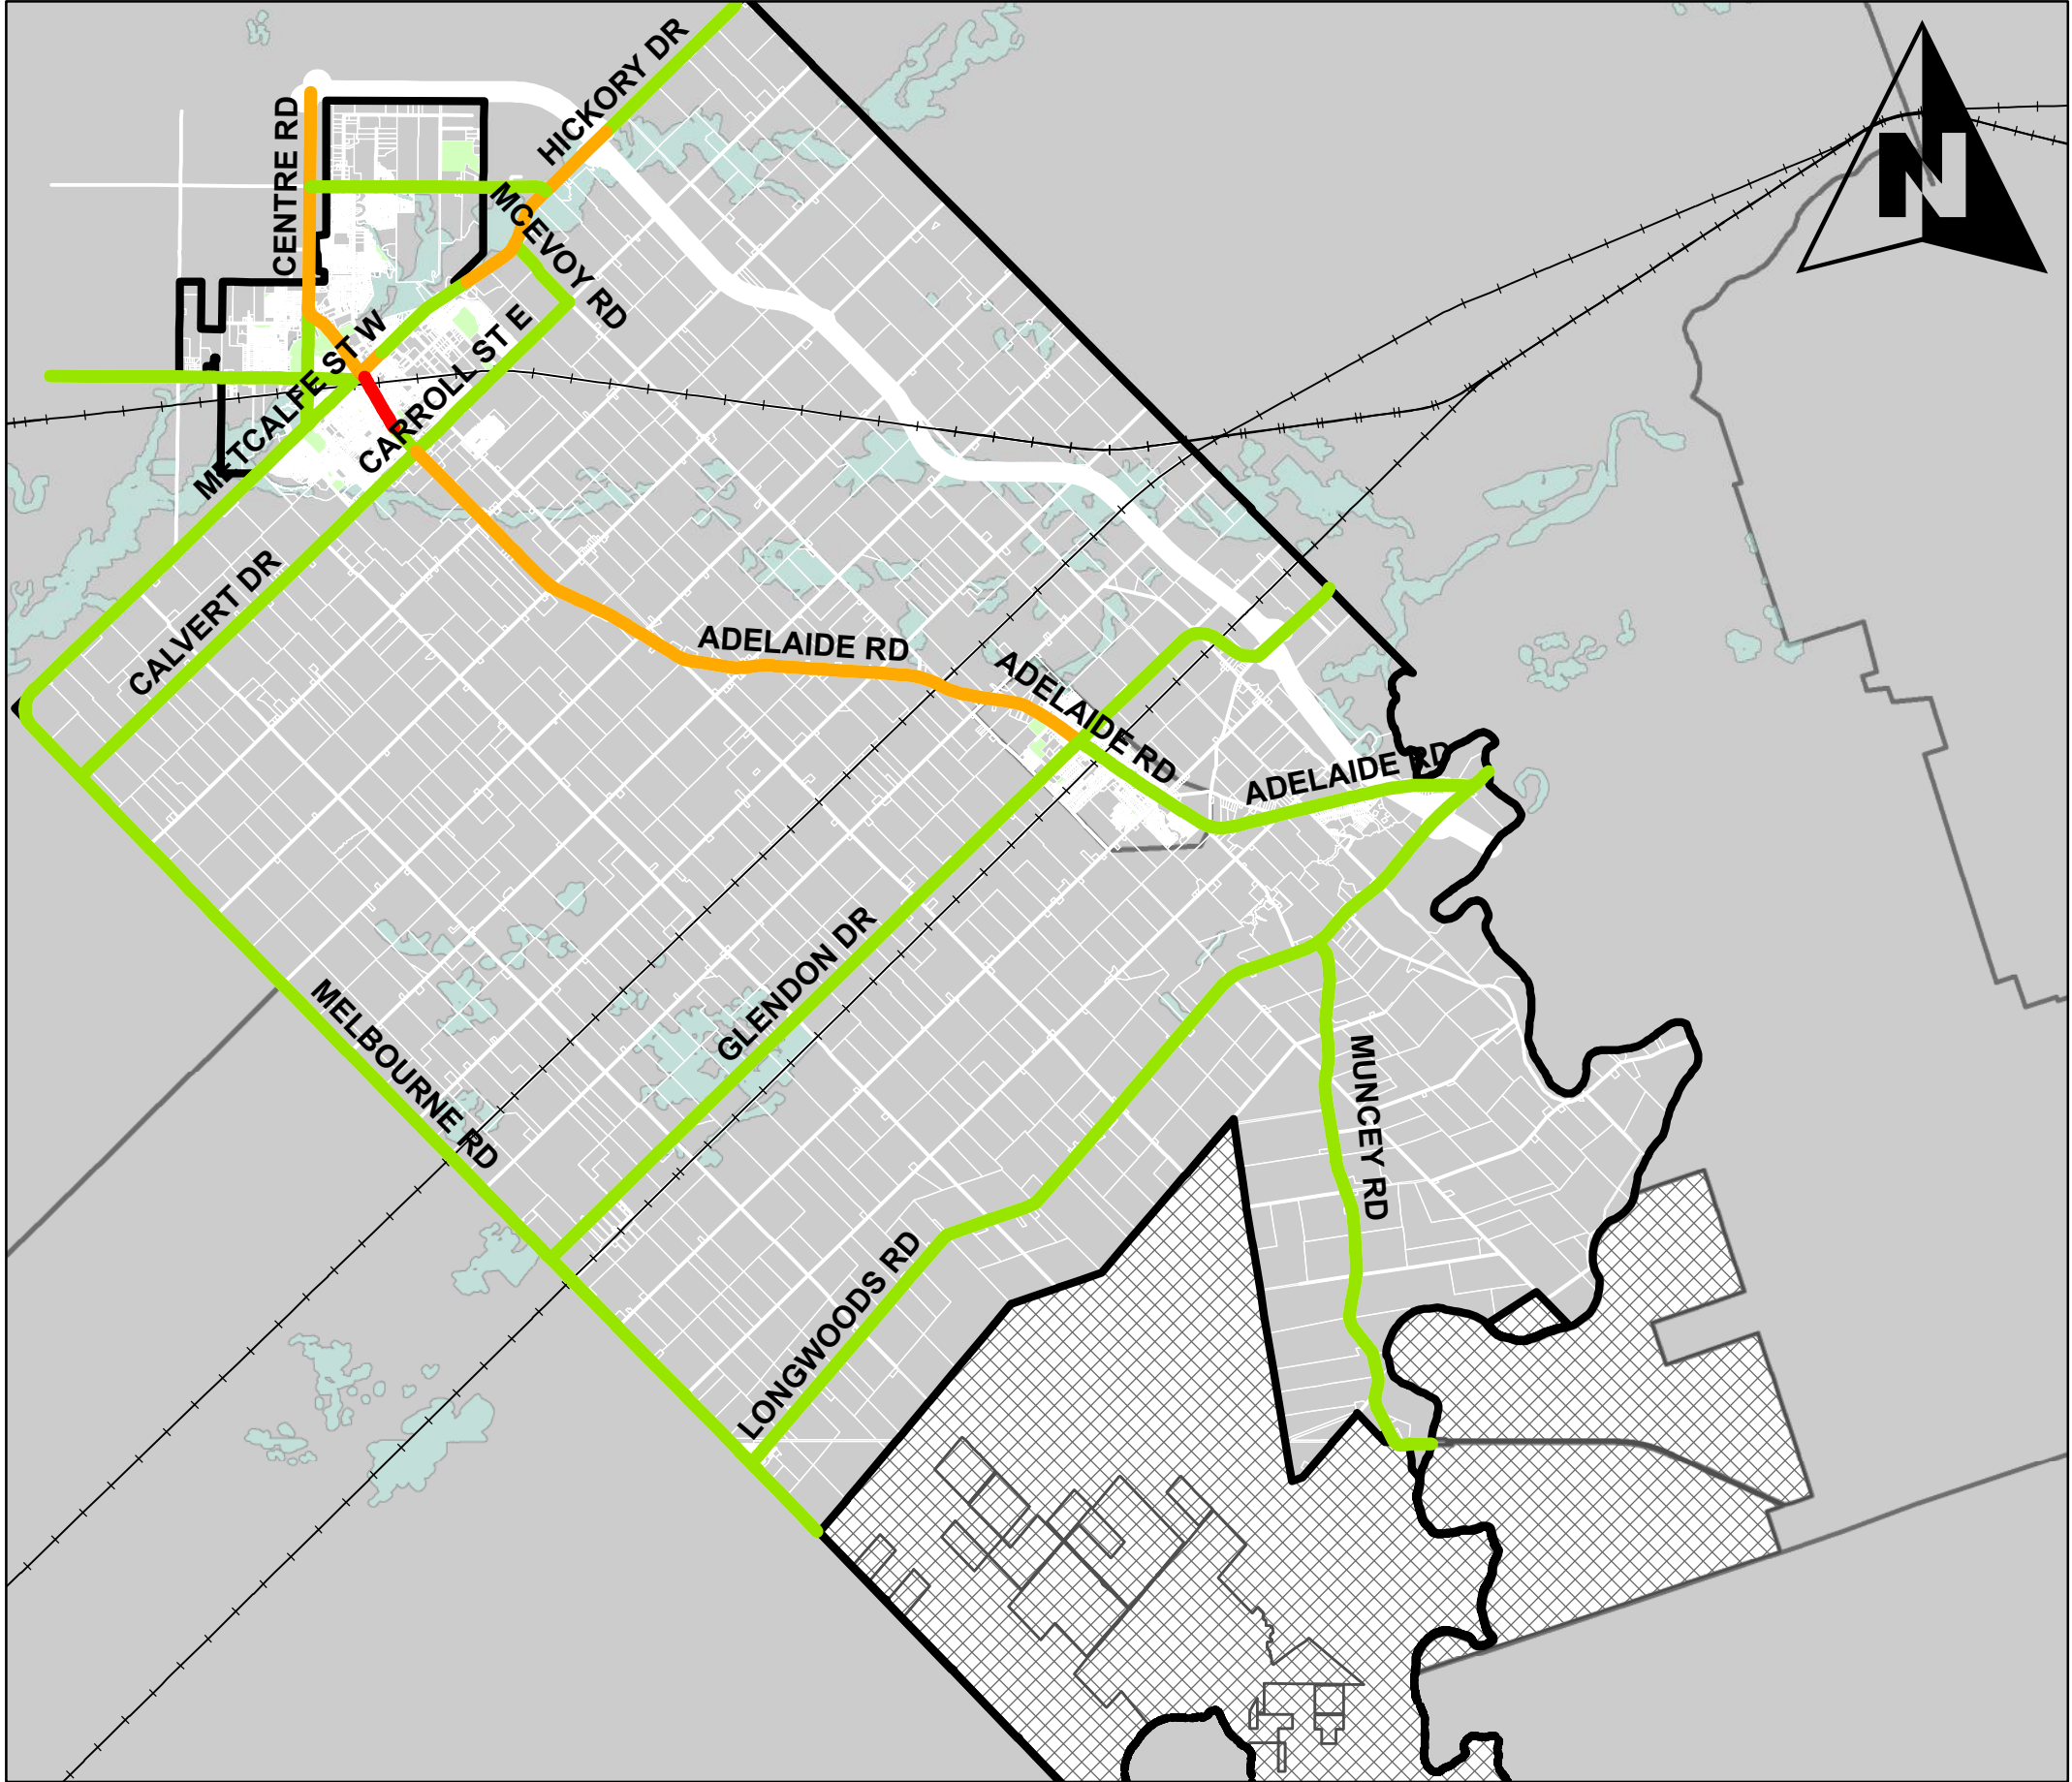 HICKORY DR
CENTRE RD
N
MCEVOY RD
METCALFE ST W
CARROLL ST E
CALVERT DR
ADELAIDE RD
ADELAIDE RD
ADELAIDE RD
GLENDON DR
MELBOURNE RD
MUNCEY RD
LONGWOODS RD